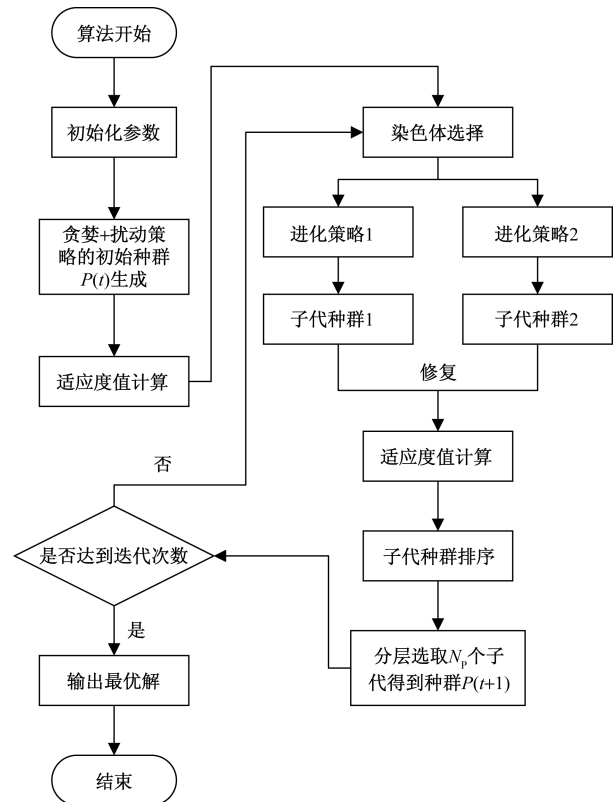 算法开始
初始化参数
贪婪+扰动策
略的初始种群
P(t)生成
适应度值计算
染色体选择
进化策略1
进化策略2
子代种群1
子代种群2
修复
适应度值计算
子代种群排序
分层选取N_P个子
代得到种群P(t+1)
否
是否达到迭代次数
是
输出最优解
结束